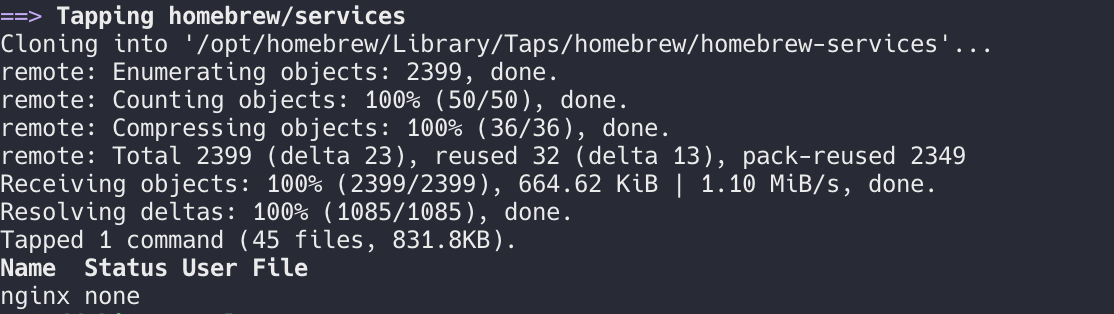 ==> Tapping homebrew/services
Cloning into '/opt/homebrew/Library/Taps/homebrew/homebrew-services'...
remote: Enumerating objects: 2399, done.
remote: Counting objects: 100% (50/50), done.
remote: Compressing objects: 100% (36/36), done.
remote: Total 2399 (delta 23), reused 32 (delta 13), pack-reused 2349
Receiving objects: 100% (2399/2399), 664.62 KiB | 1.10 MiB/s, done.
Resolving deltas: 100% (1085/1085), done.
Tapped 1 command (45 files, 831.8KB).
Name  Status User File
nginx none